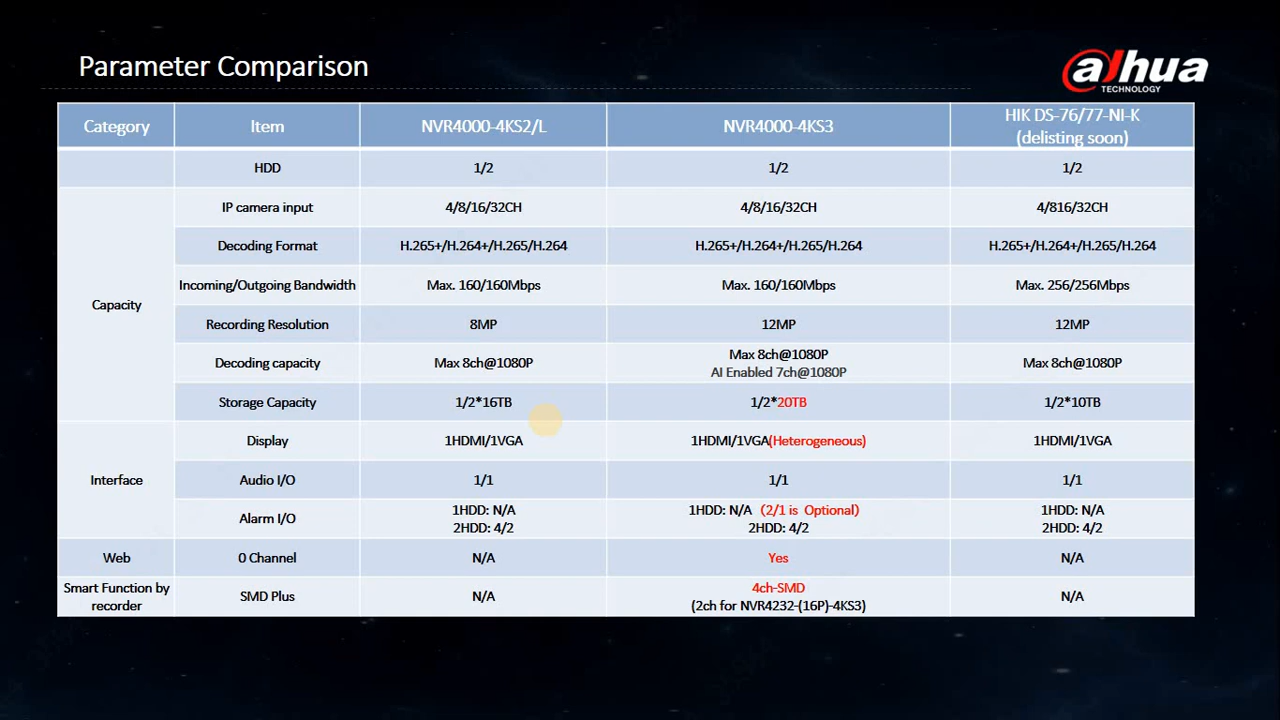 Parameter Comparison
alhua
TECHNOLOGY
Category Item NVR4000-4KS2/L NVR4000-4KS3 HIK DS-76/77-NI-K
(delisting soon)
HDD 1/2 1/2 1/2
Capacity
IP camera input 4/8/16/32CH 4/8/16/32CH 4/816/32CH
Decoding Format H.265+/H.264+/H.265/H.264 H.265+/H.264+/H.265/H.264 H.265+/H.264+/H.265/H.264
Incoming/Outgoing Bandwidth Max. 160/160Mbps Max. 160/160Mbps Max. 256/256Mbps
Recording Resolution 8MP 12MP 12MP
Decoding capacity Max 8ch@1080P Max 8ch@1080P
AI Enabled 7ch@1080P
Max 8ch@1080P
Storage Capacity 1/2*16TB 1/2*20TB 1/2*10TB
Interface
Display 1HDMI/1VGA 1HDMI/1VGA(Heterogeneous) 1HDMI/1VGA
Audio I/O 1/1 1/1 1/1
Alarm I/O
1HDD: N/A
2HDD: 4/2
1HDD: N/A (2/1 is Optional)
2HDD: 4/2
1HDD: N/A
2HDD: 4/2
Web 0 Channel N/A Yes N/A
Smart Function by
recorder
SMD Plus N/A
4ch-SMD
(2ch for NVR4232-(16P)-4KS3)
N/A